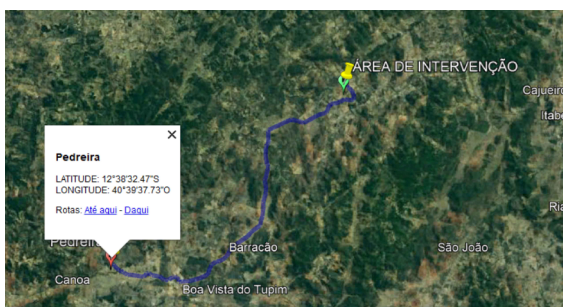 ÁREA DE INTERVENÇÃO
Cajueiro
Itabe
Pedreira
LATITUDE: 12°38'32.47"S
LONGITUDE: 40°39'37.73"O
Rotas: Até aqui - Daqui
Ria
Pedreira
Barracão
São João
Canoa
Boa Vista do Tupim